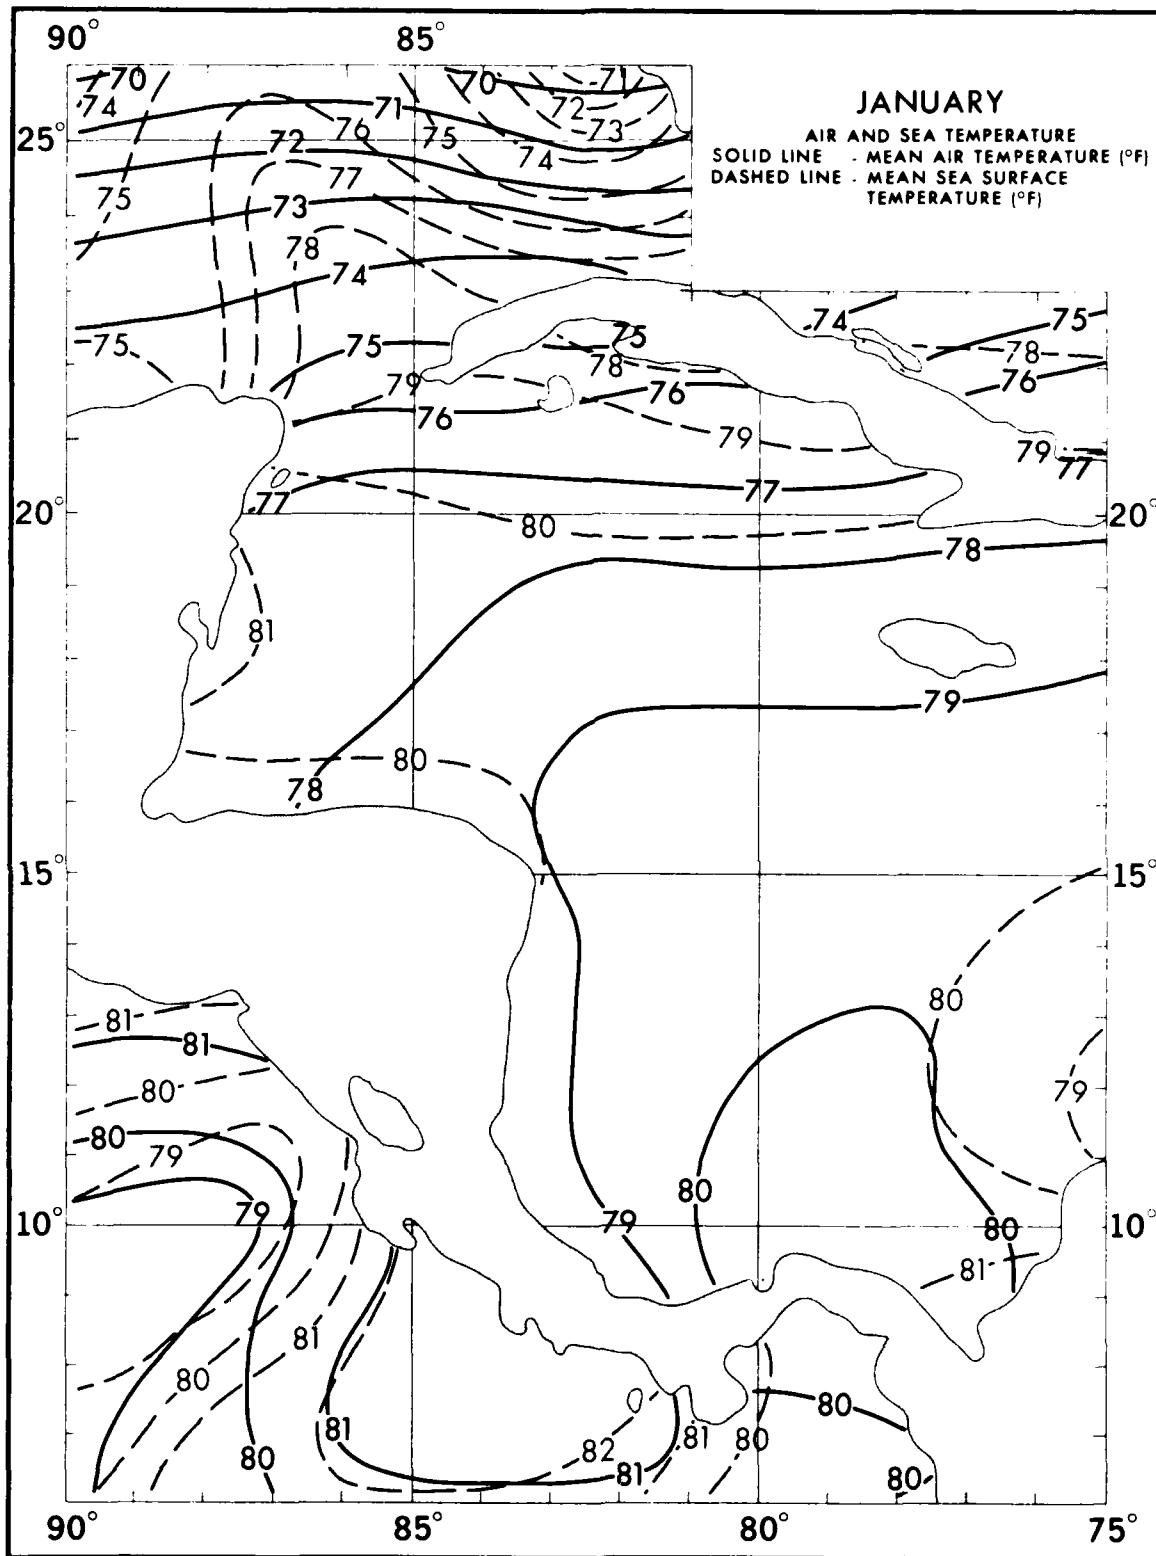 90° 85°
JANUARY
AIR AND SEA TEMPERATURE
SOLID LINE - MEAN AIR TEMPERATURE (°F)
DASHED LINE - MEAN SEA SURFACE
TEMPERATURE (°F)
70 70 71
74 71 72
25° 76 75 73
72 74
77
75 73
78
74
75 75 75 74 75
78 78
79 76 76
76 79
79 77
77 77
20° 80 20°
78
81
79
80
78
15° 15°
80
81
81
80 79
80
79
80
10° 79 79 80 10°
81
81
80
80
81 82 81 80
80 81 80
90° 85° 80° 75°